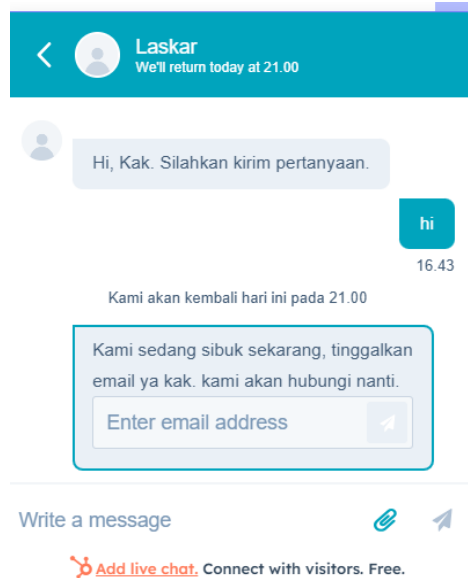 Laskar
We'll return today at 21.00
Hi, Kak. Silahkan kirim pertanyaan.
hi
16.43
Kami akan kembali hari ini pada 21.00
Kami sedang sibuk sekarang, tinggalkan
email ya kak. kami akan hubungi nanti.
Enter email address
Write a message
Add live chat. Connect with visitors. Free.